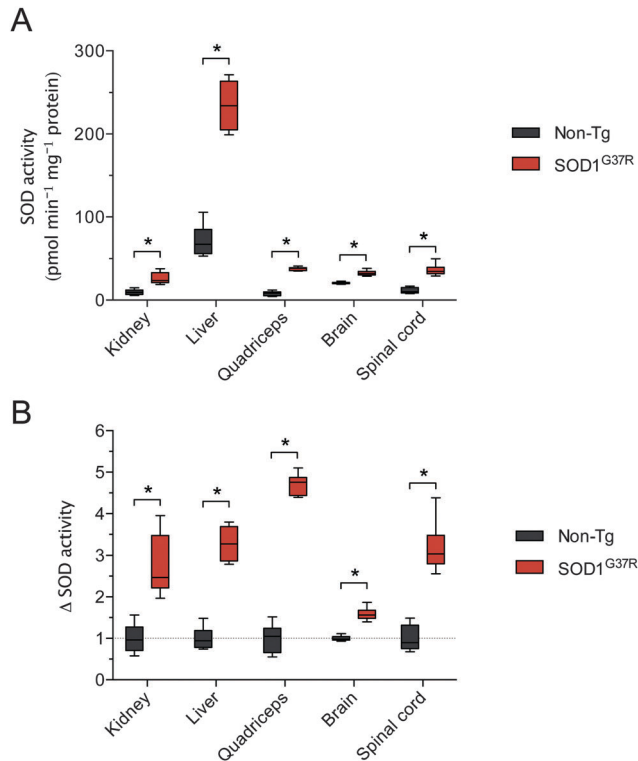 A
SOD activity
(pmol min⁻¹ mg⁻¹ protein)
300
200
100
0
*
*
*
*
*
Kidney
Liver
Quadriceps
Brain
Spinal cord
Non-Tg
SOD1ᴳ³⁷ᴿ
B
Δ SOD activity
6
5
4
3
2
1
0
*
*
*
*
*
Kidney
Liver
Quadriceps
Brain
Spinal cord
Non-Tg
SOD1ᴳ³⁷ᴿ